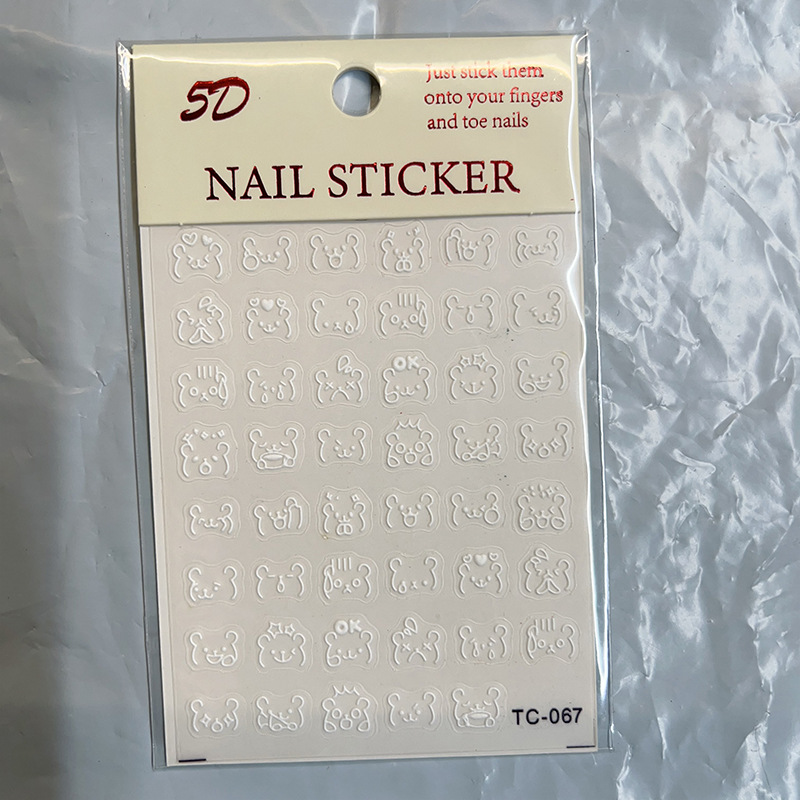 5D
Just stick them
onto your fingers
and toe nails
NAIL STICKER
OK
OK
TC-067